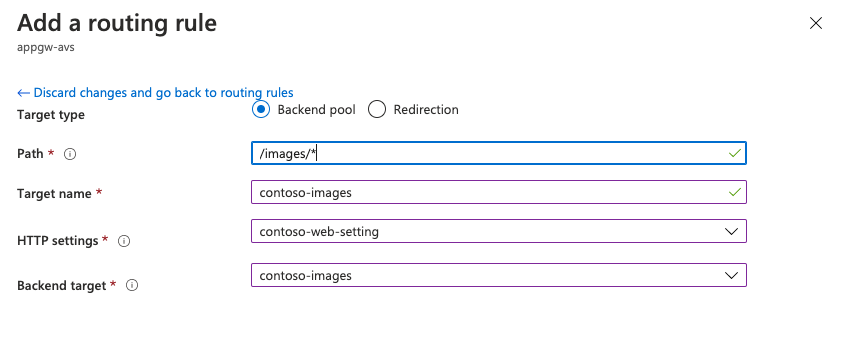 Add a routing rule
appgw-avs
← Discard changes and go back to routing rules
Target type
Backend pool
Redirection
Path *
/images/*
Target name *
contoso-images
HTTP settings *
contoso-web-setting
Backend target *
contoso-images